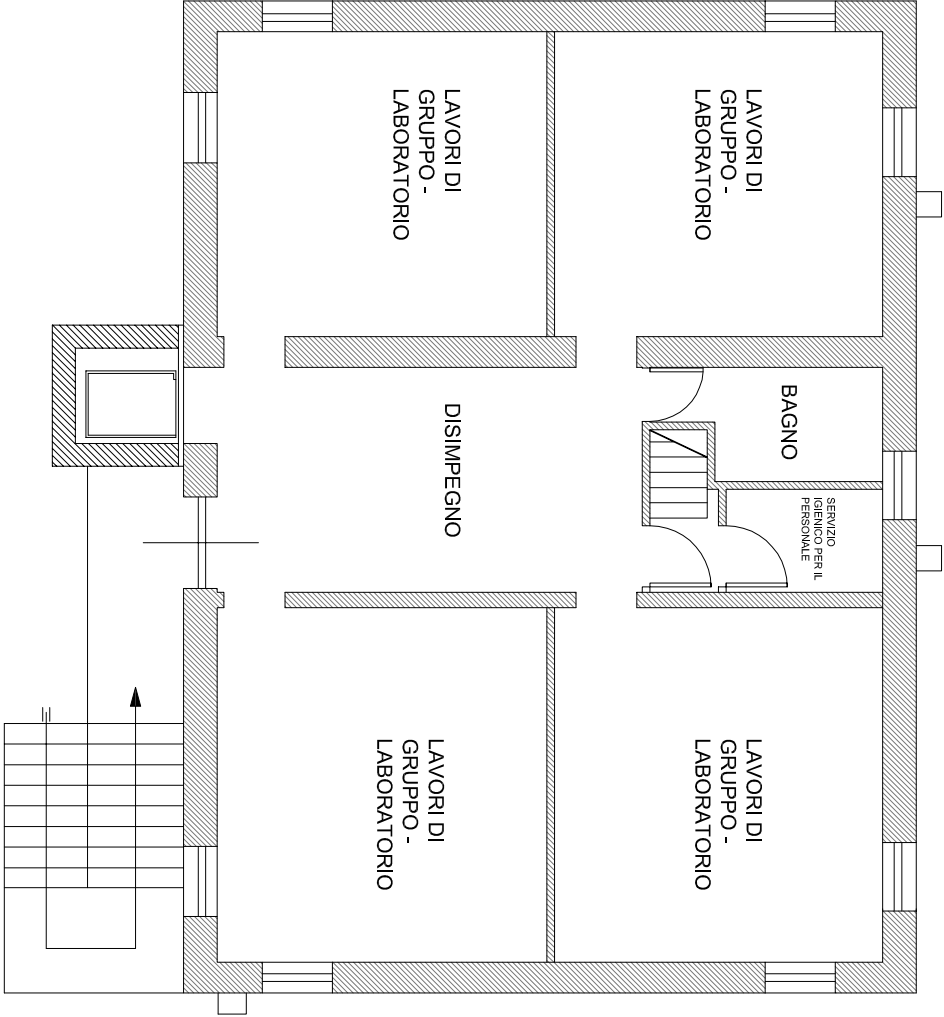 LAVORI DI
GRUPPO -
LABORATORIO
LAVORI DI
GRUPPO -
LABORATORIO
BAGNO
DISIMPEGNO
SERVIZIO
IGIENICO PER IL
PERSONALE
LAVORI DI
GRUPPO -
LABORATORIO
LAVORI DI
GRUPPO -
LABORATORIO